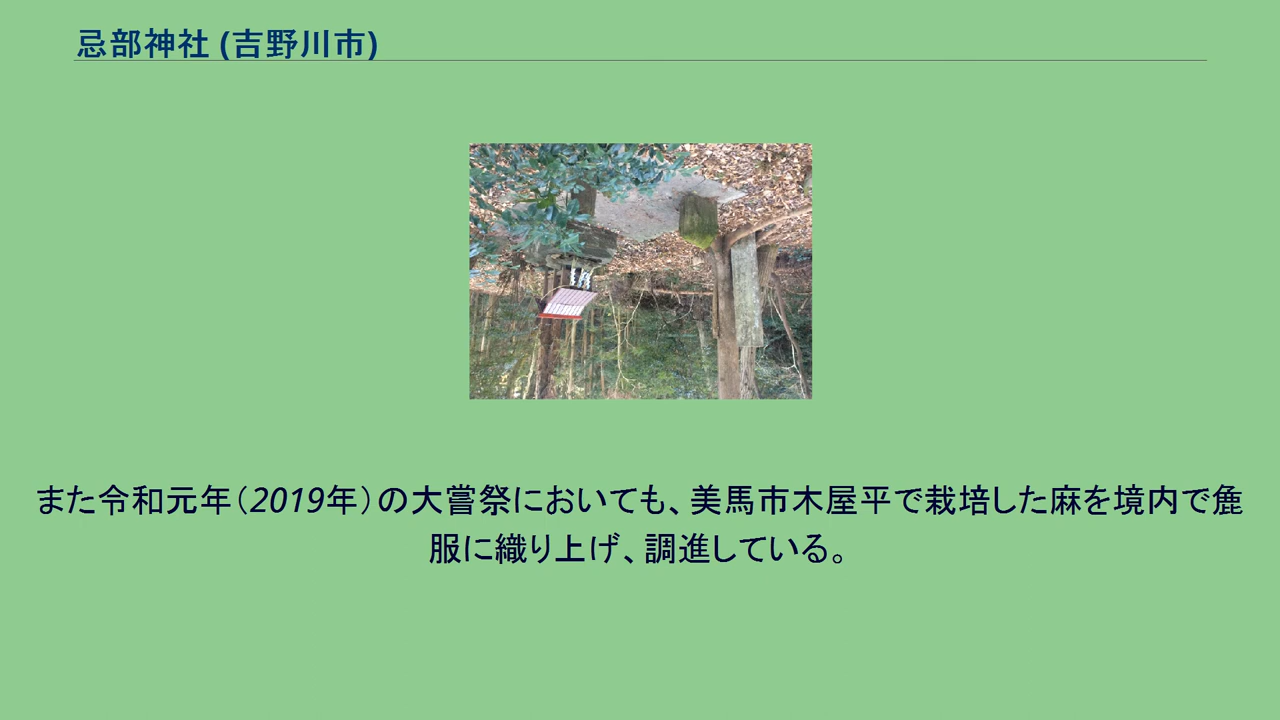 忌部神社 (吉野川市)
また令和元年（2019年）の大嘗祭においても、美馬市木屋平で栽培した麻を境内で麁
服に織り上げ、調進している。